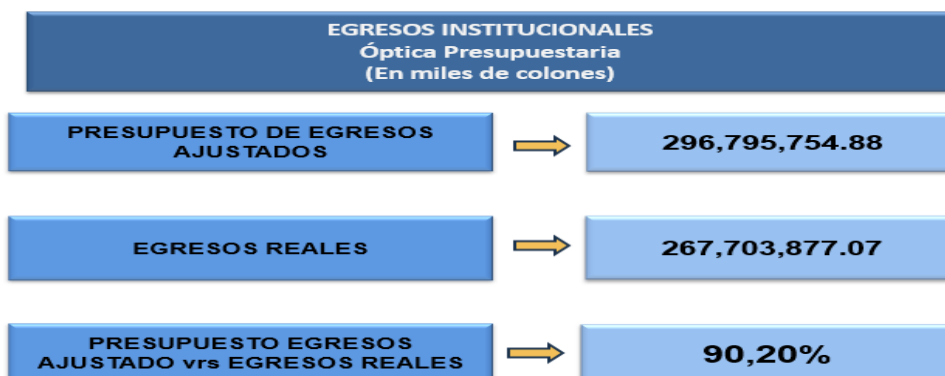 EGRESOS INSTITUCIONALES
Óptica Presupuestaria
(En miles de colones)
PRESUPUESTO DE EGRESOS
AJUSTADOS
296,795,754.88
EGRESOS REALES
267,703,877.07
PRESUPUESTO EGRESOS
AJUSTADO vrs EGRESOS REALES
90,20%